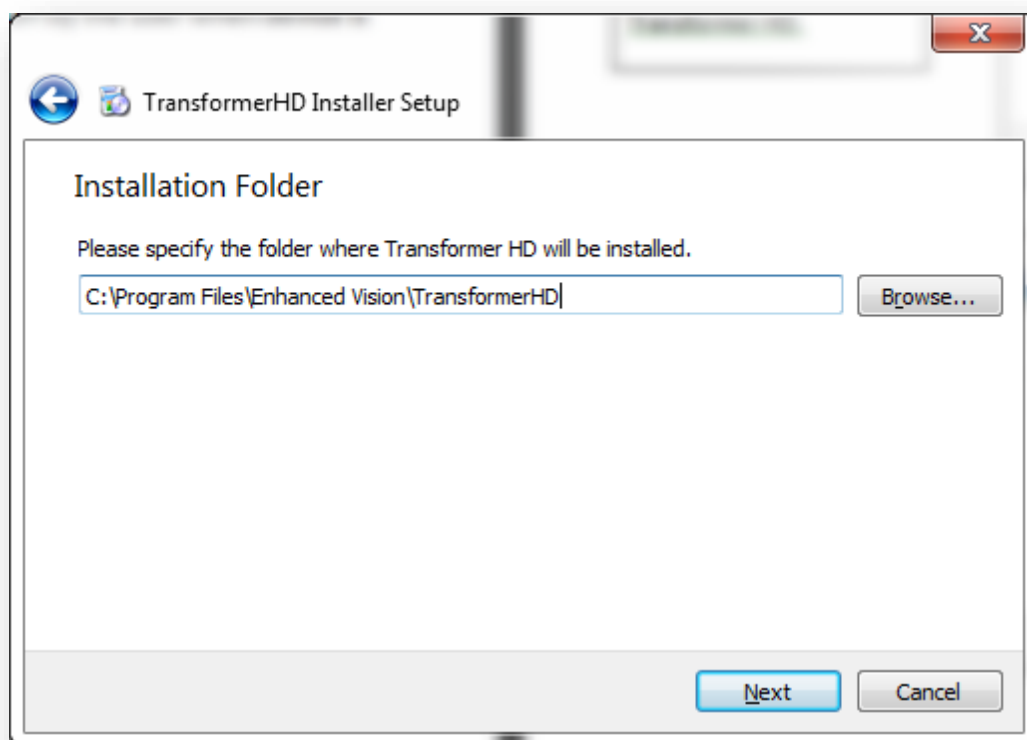 TransformerHD Installer Setup
Installation Folder
Please specify the folder where Transformer HD will be installed.
C:\Program Files\Enhanced Vision\TransformerHD
Browse...
Next
Cancel